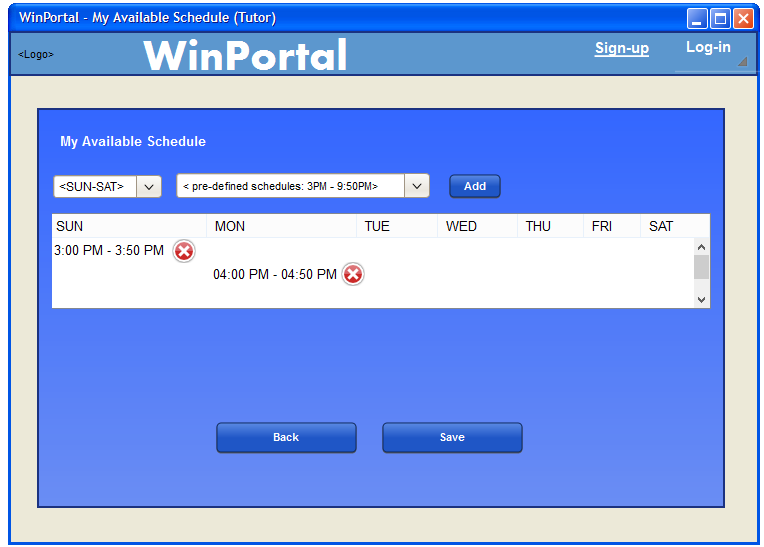 WinPortal - My Available Schedule (Tutor)
<Logo> WinPortal Sign-up Log-in
My Available Schedule
<SUN-SAT> < pre-defined schedules: 3PM - 9:50PM> Add
SUN MON TUE WED THU FRI SAT
3:00 PM - 3:50 PM
04:00 PM - 04:50 PM
Back Save